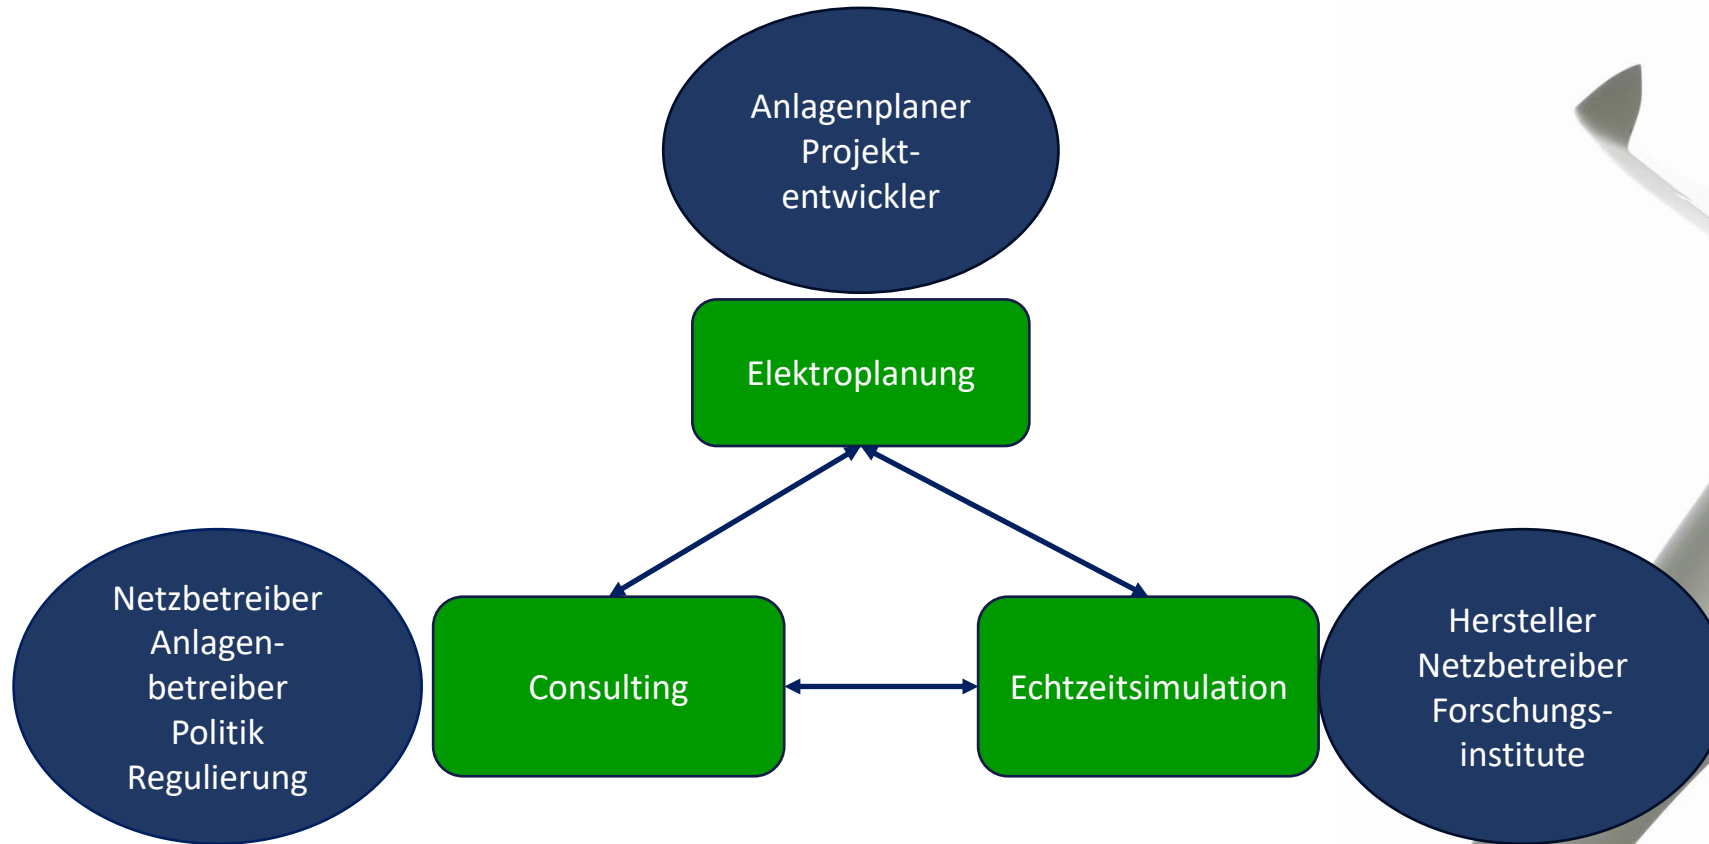 Anlagenplaner
Projekt-
entwickler
Elektroplanung
Netzbetreiber
Anlagen-
betreiber
Politik
Regulierung
Consulting
Echtzeitsimulation
Hersteller
Netzbetreiber
Forschungs-
institute